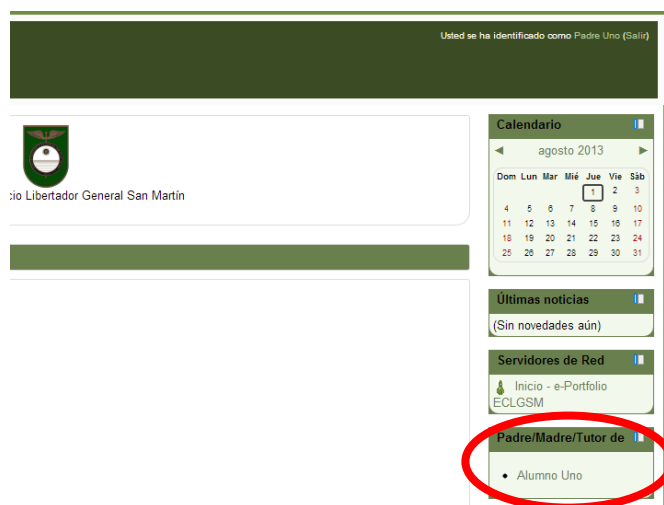 Usted se ha identificado como Padre Uno (Salir)
cio Libertador General San Martín
Calendario
◄ agosto 2013 ►
Dom Lun Mar Mié Jue Vie Sáb
1 2 3
4 5 6 7 8 9 10
11 12 13 14 15 16 17
18 19 20 21 22 23 24
25 26 27 28 29 30 31
Últimas noticias
(Sin novedades aún)
Servidores de Red
Inicio - e-Portfolio
ECLGSM
Padre/Madre/Tutor de
• Alumno Uno